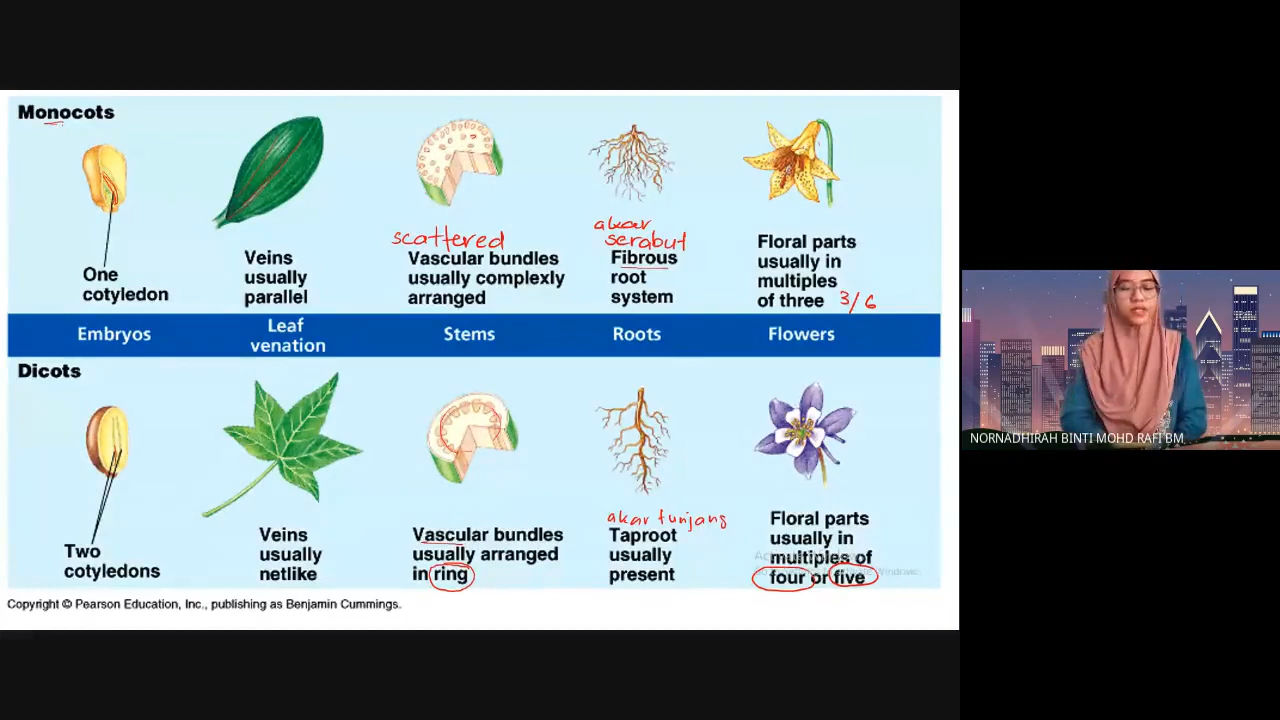 Monocots
One
cotyledon
Veins
usually
parallel
scattered
Vascular bundles
usually complexly
arranged
akar
serabut
Fibrous
root
system
Floral parts
usually in
multiples
of three 3/6
Embryos
Leaf
venation
Stems
Roots
Flowers
Dicots
Two
cotyledons
Veins
usually
netlike
Vascular bundles
usually arranged
in ring
akar tunjang
Taproot
usually
present
Floral parts
usually in
multiples of
four or five
Copyright © Pearson Education, Inc., publishing as Benjamin Cummings.
NORNADHIRAH BINTI MOHD RAFI BM